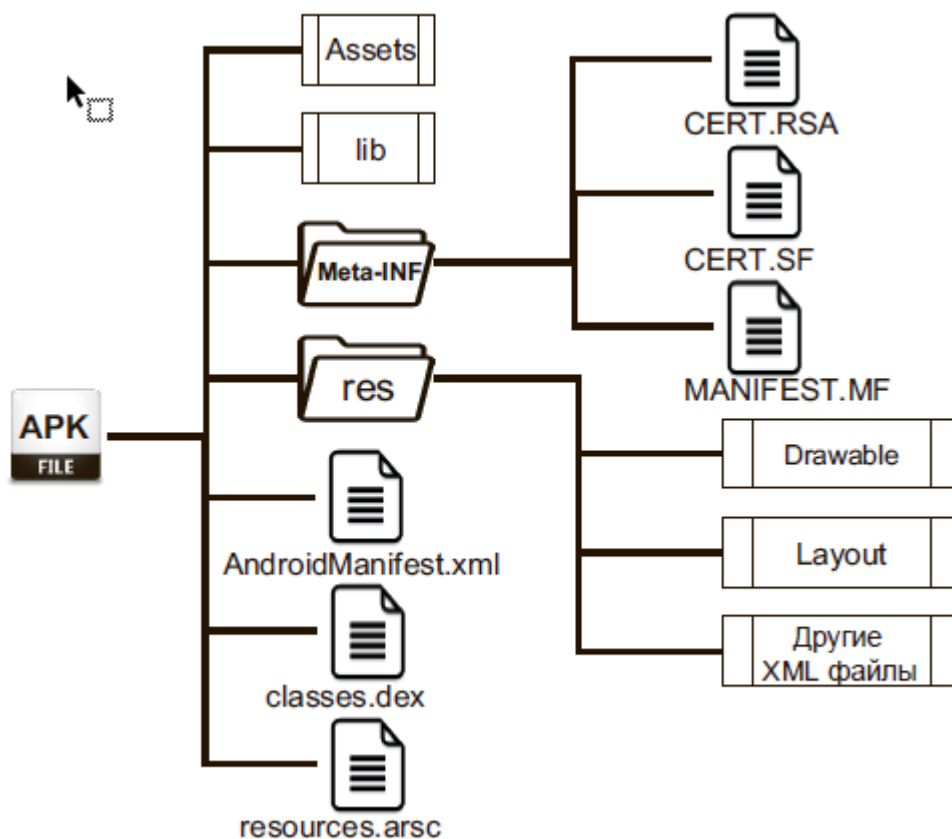 Assets
lib
Meta-INF
res
APK
FILE
AndroidManifest.xml
classes.dex
resources.arsc
CERT.RSA
CERT.SF
MANIFEST.MF
Drawable
Layout
Другие
XML файлы